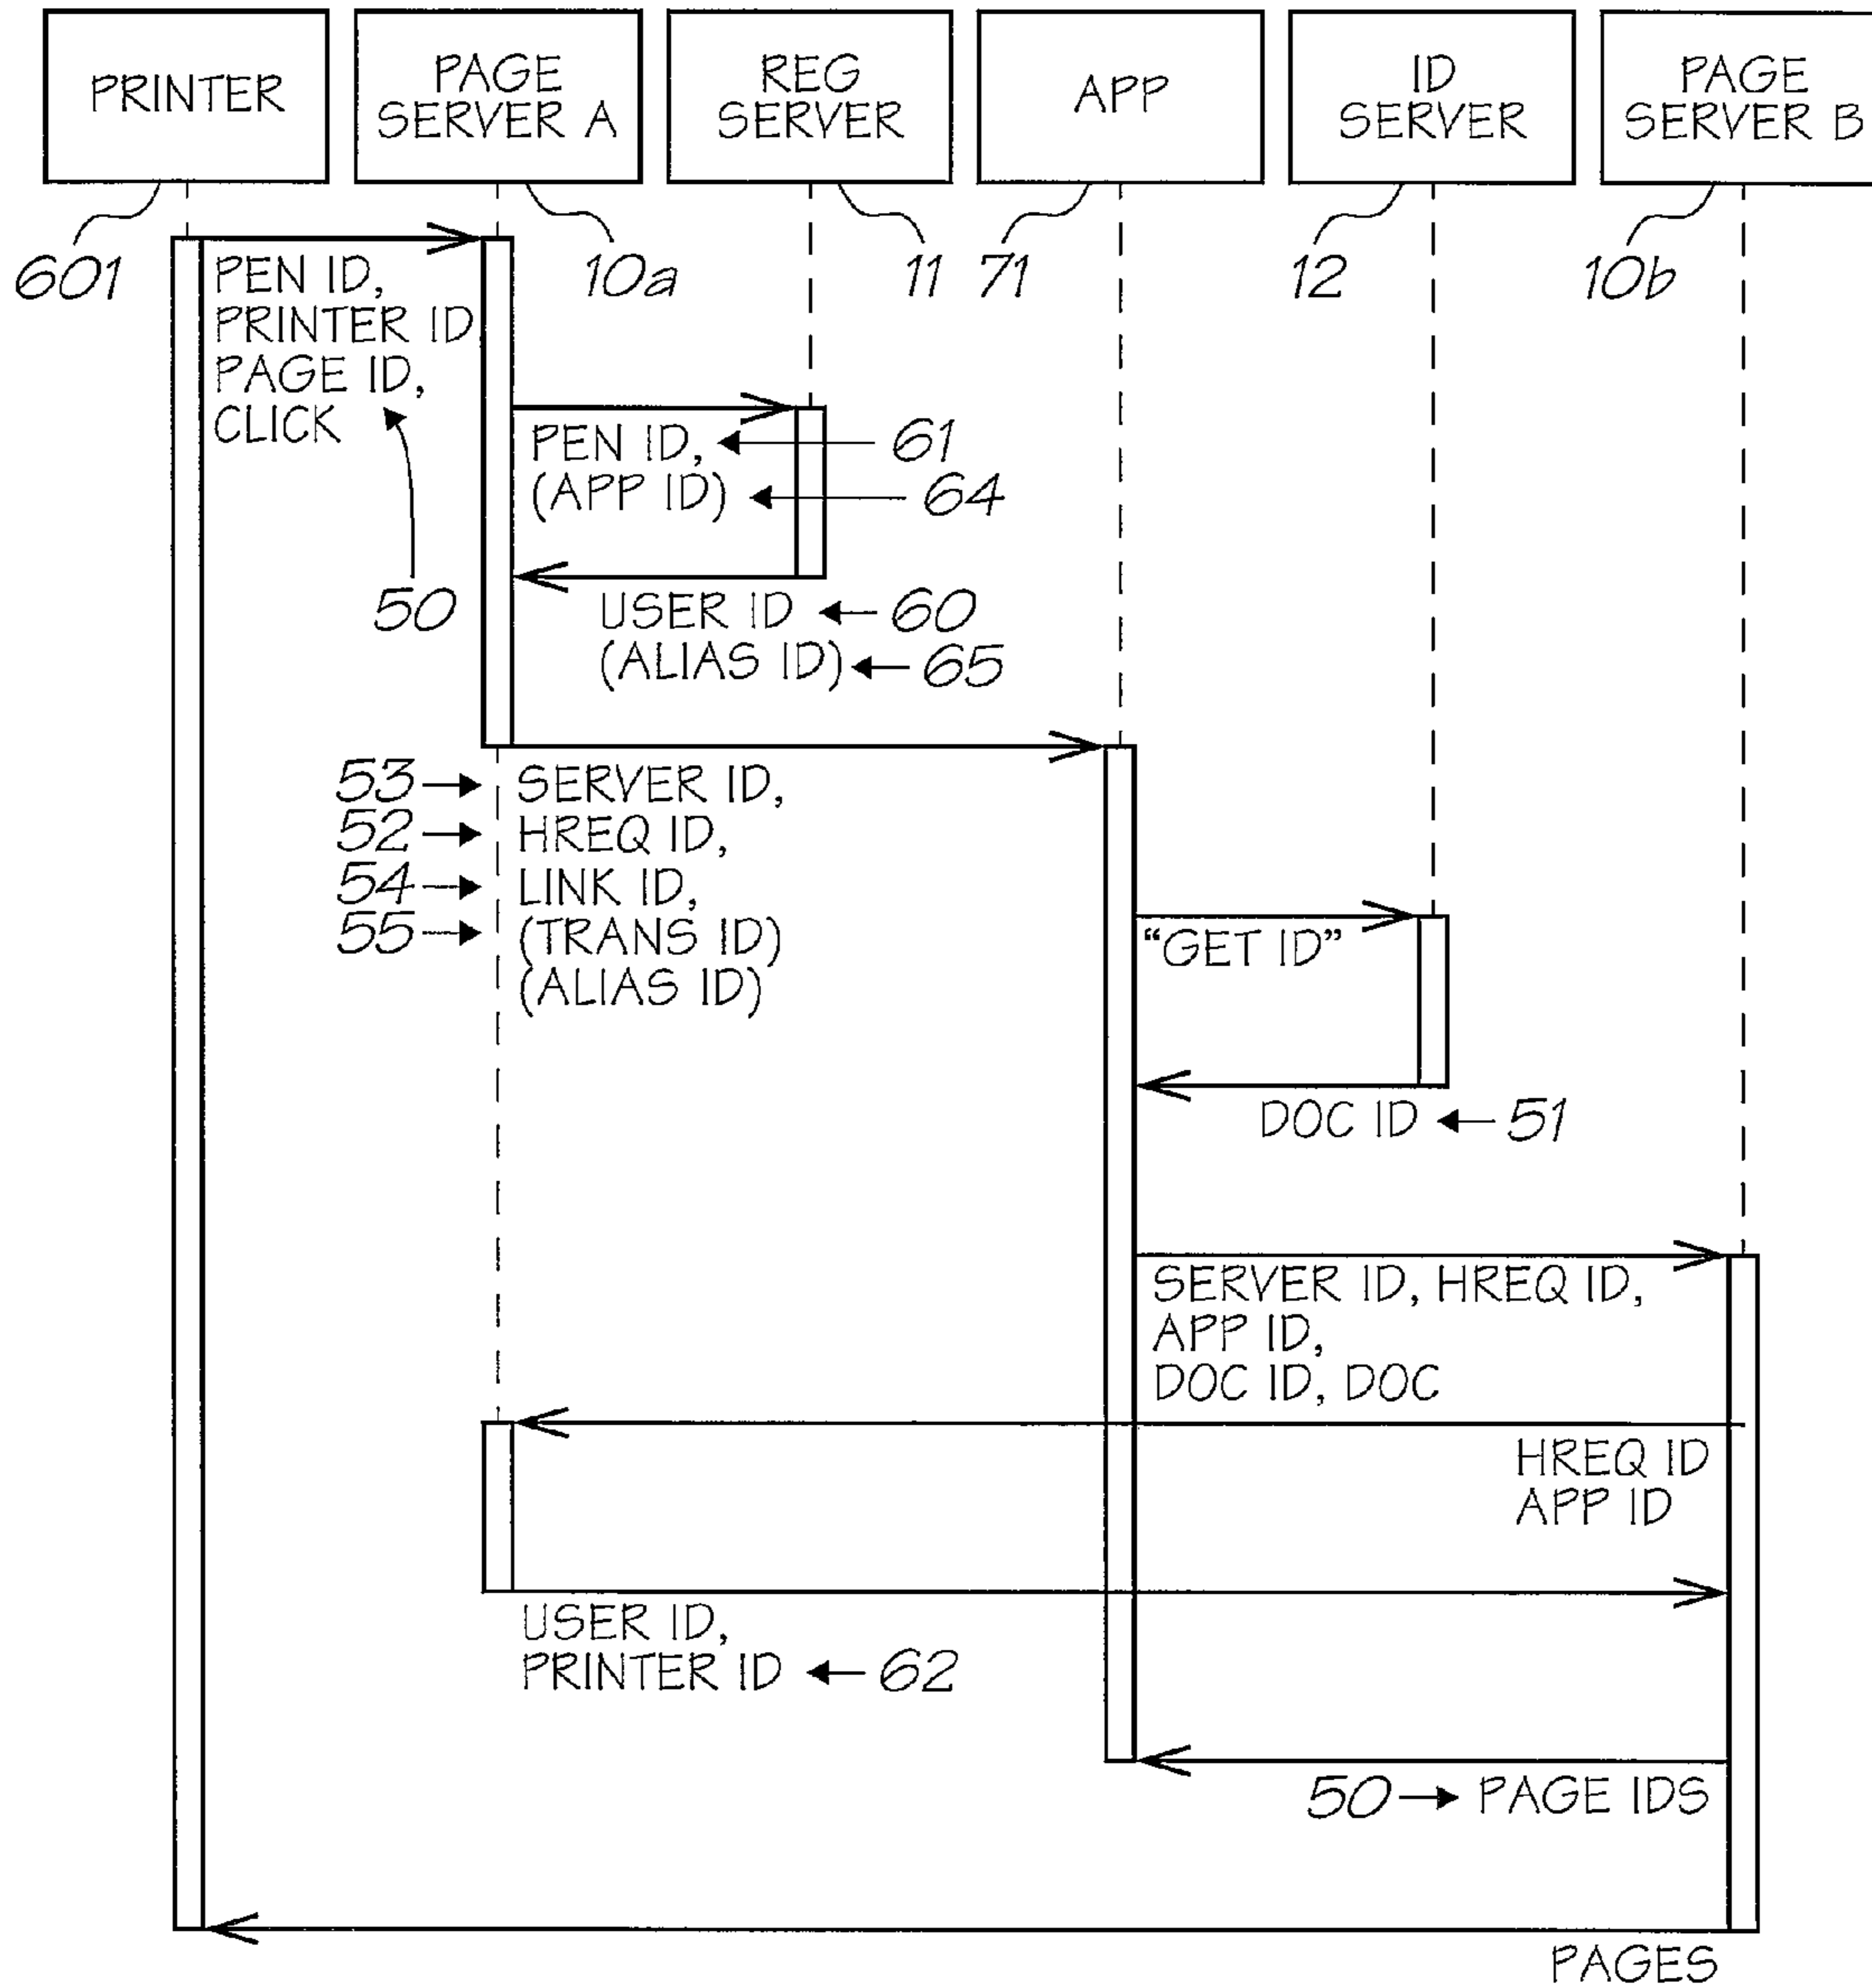 PRINTER
PAGE
SERVER A
REG
SERVER
APP
ID
SERVER
PAGE
SERVER B
601
10a
11
71
12
10b
PEN ID,
PRINTER ID
PAGE ID,
CLICK
50
PEN ID,
(APP ID)
61
64
USER ID
(ALIAS ID)
60
65
53
52
54
55
SERVER ID,
HREQ ID,
LINK ID,
(TRANS ID)
(ALIAS ID)
“GET ID”
DOC ID
51
SERVER ID, HREQ ID,
APP ID,
DOC ID, DOC
HREQ ID
APP ID
USER ID,
PRINTER ID
62
50
PAGE IDS
PAGES